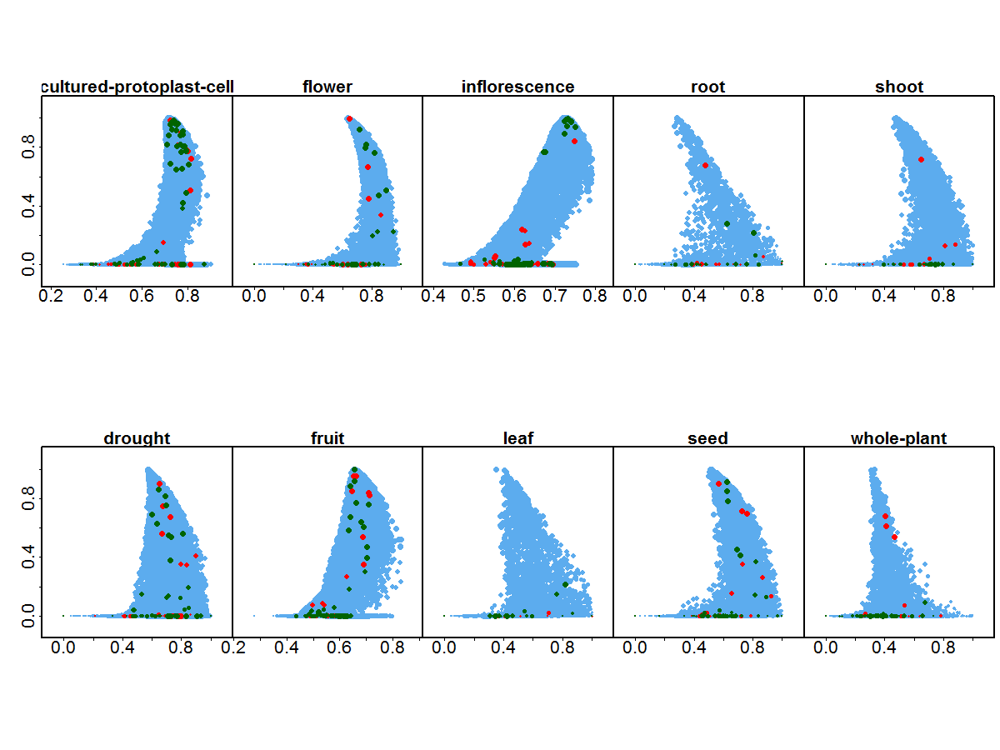 cultured-protoplast-cell flower inflorescence root shoot
0.0 0.4 0.8
0.2 0.4 0.6 0.8 0.0 0.4 0.8 0.4 0.5 0.6 0.7 0.8 0.0 0.4 0.8 0.0 0.4 0.8
drought fruit leaf seed whole-plant
0.0 0.4 0.8
0.0 0.4 0.8 0.2 0.4 0.6 0.8 0.0 0.4 0.8 0.0 0.4 0.8 0.0 0.4 0.8